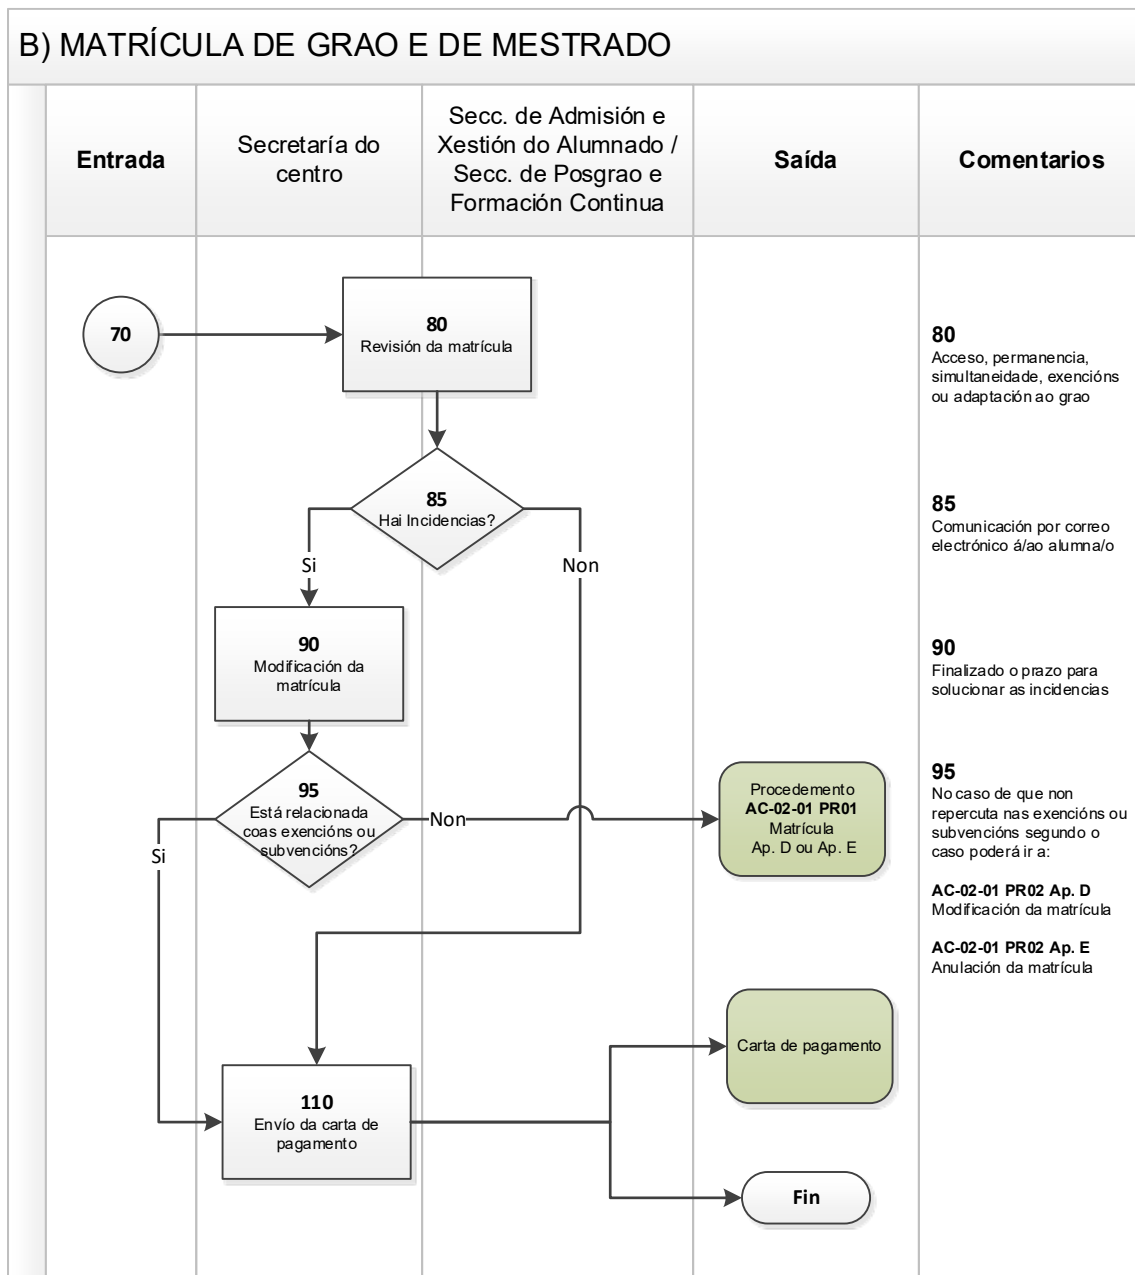 B) MATRÍCULA DE GRAO E DE MESTRADO
Entrada
Secretaría do
centro
Secc. de Admisión e
Xestión do Alumnado /
Secc. de Posgrao e
Formación Continua
Saída
Comentarios
70
80
Revisión da matrícula
85
Hai Incidencias?
Si
Non
90
Modificación da
matrícula
95
Está relacionada
coas exencións ou
subvencións?
Si
Non
Procedemento
AC-02-01 PR01
Matrícula
Ap. D ou Ap. E
Carta de pagamento
110
Envío da carta de
pagamento
Fin
80
Acceso, permanencia,
simultaneidade, exencións
ou adaptación ao grao
85
Comunicación por correo
electrónico á/ao alumna/o
90
Finalizado o prazo para
solucionar as incidencias
95
No caso de que non
repercuta nas exencións ou
subvencións segundo o
caso poderá ir a:
AC-02-01 PR02 Ap. D
Modificación da matrícula
AC-02-01 PR02 Ap. E
Anulación da matrícula